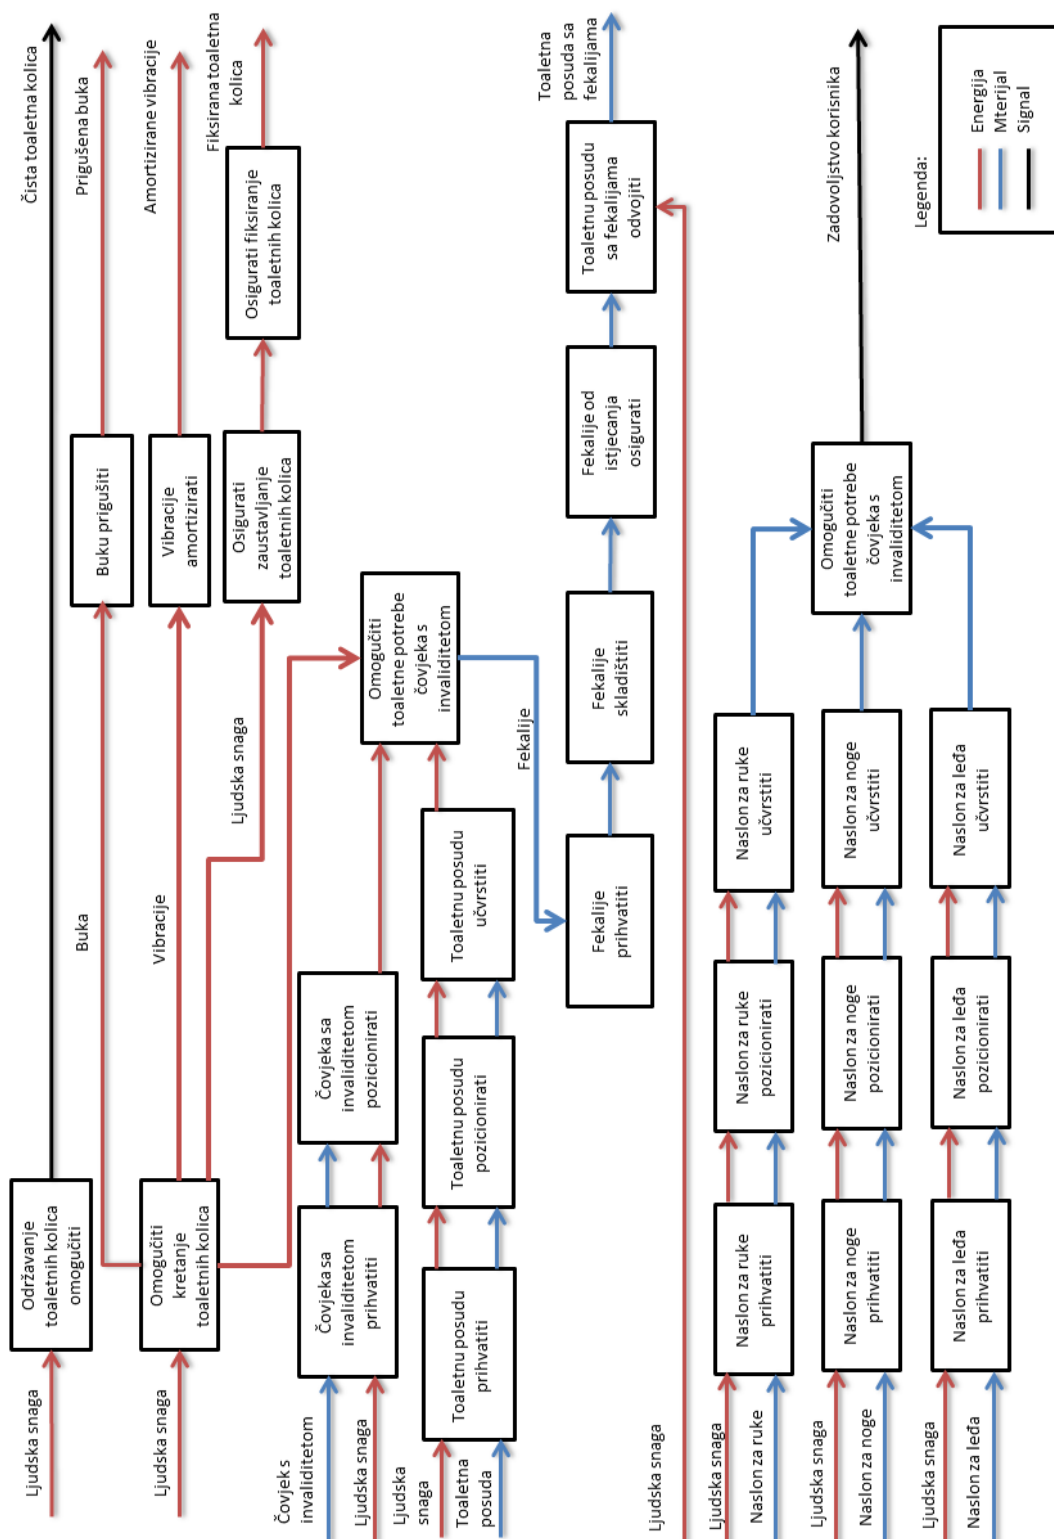 Ljudska snaga
Održavanje
toaletnih kolica
omogućiti
Čista toaletna kolica
Ljudska snaga
Omogućiti
kretanje
toaletnih kolica
Buka
Buku prigušiti
Prigušena buka
Vibracije
Vibracije
amortizirati
Amortizirane vibracije
Ljudska snaga
Osigurati
zaustavljanje
toaletnih kolica
Osigurati fiksiranje
toaletnih kolica
Fiksirana toaletna
kolica
Čovjek s
invaliditetom
Ljudska snaga
Čovjeka sa
invaliditetom
prihvatiti
Čovjeka sa
invaliditetom
pozicionirati
Omogućiti
toaletne potrebe
čovjeka s
invaliditetom
Ljudska
snaga
Toaletna
posuda
Toaletnu posudu
prihvatiti
Toaletnu posudu
pozicionirati
Toaletnu posudu
učvrstiti
Fekalije
Fekalije
prihvatiti
Fekalije
skladištiti
Fekalije od
istjecanja
osigurati
Toaletnu posudu
sa fekalijama
odvojiti
Toaletna
posuda sa
fekalijama
Ljudska snaga
Ljudska snaga
Naslon za ruke
Naslon za ruke
prihvatiti
Naslon za ruke
pozicionirati
Naslon za ruke
učvrstiti
Ljudska snaga
Naslon za noge
Naslon za noge
prihvatiti
Naslon za noge
pozicionirati
Naslon za noge
učvrstiti
Ljudska snaga
Naslon za leđa
Naslon za leđa
prihvatiti
Naslon za leđa
pozicionirati
Naslon za leđa
učvrstiti
Omogučiti
toaletne potrebe
čovjeka s
invaliditetom
Zadovoljstvo korisnika
Legenda:
Energija
Mterijal
Signal